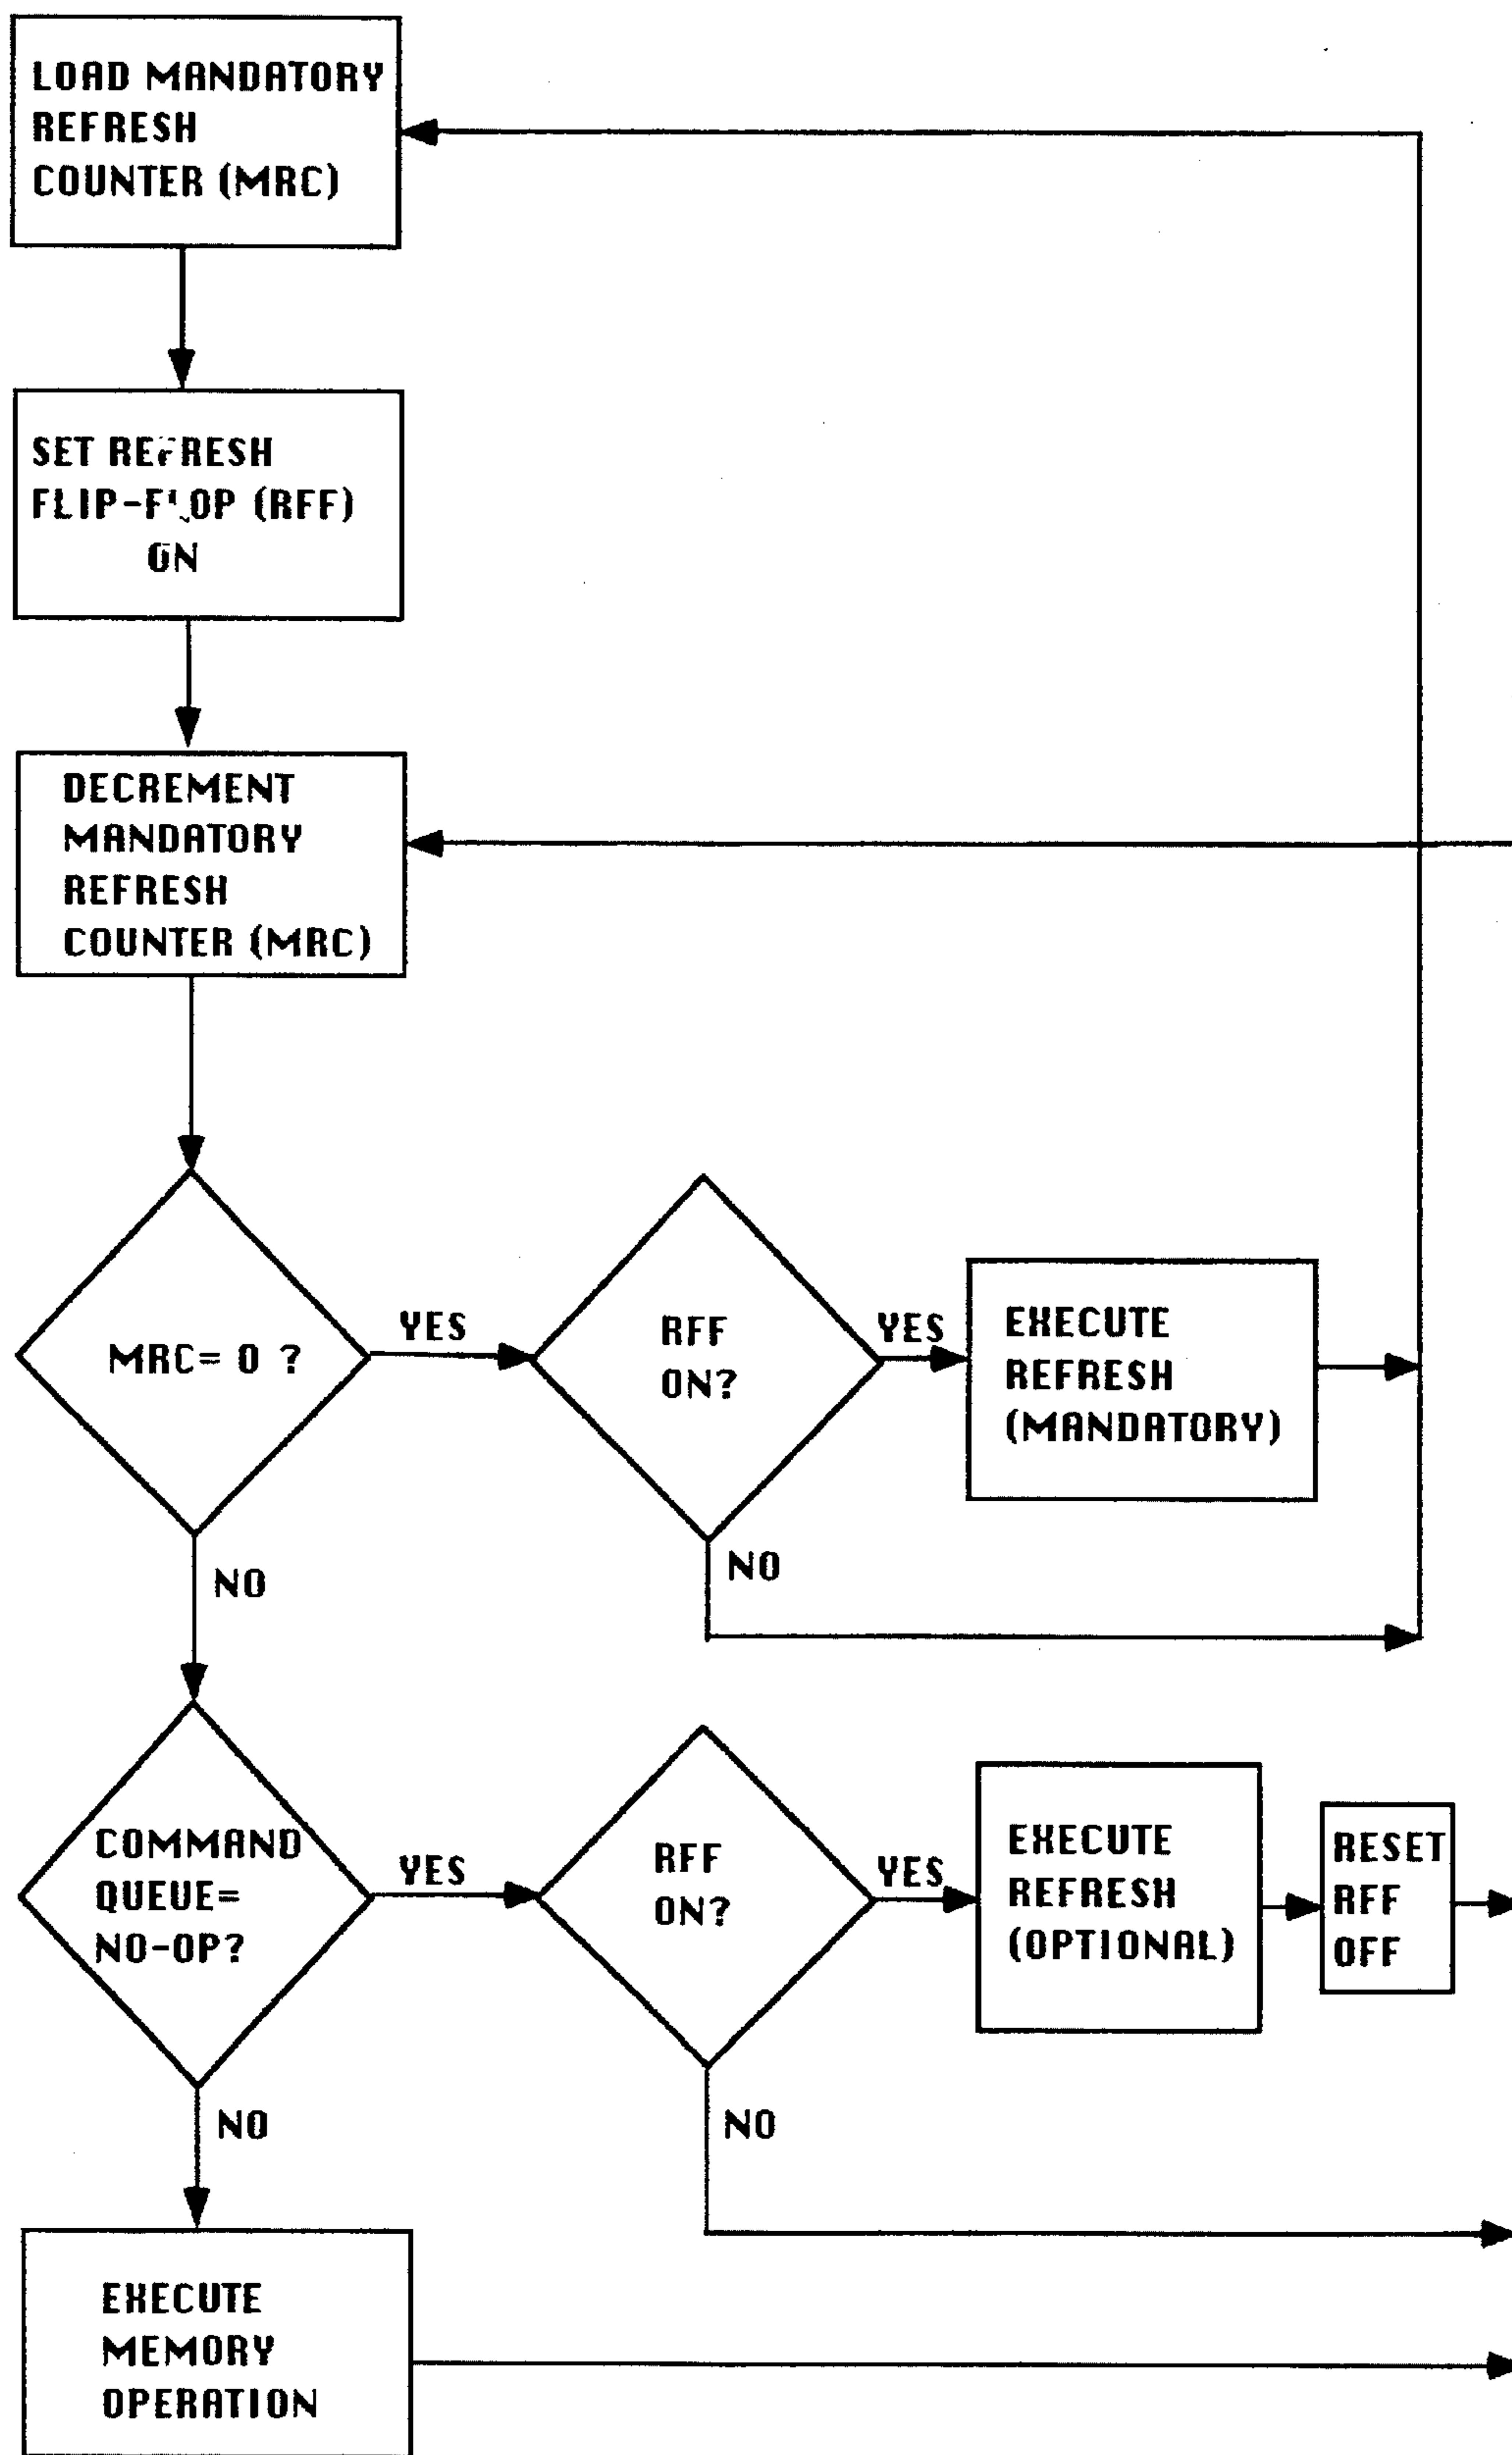 LOAD MANDATORY
REFRESH
COUNTER (MRC)
SET REFRESH
FLIP-FLOP (RFF)
ON
DECREMENT
MANDATORY
REFRESH
COUNTER (MRC)
MRC= 0 ?
YES
RFF
ON?
YES
EXECUTE
REFRESH
(MANDATORY)
NO
NO
COMMAND
QUEUE=
NO-OP?
YES
RFF
ON?
YES
EXECUTE
REFRESH
(OPTIONAL)
RESET
RFF
OFF
NO
NO
EXECUTE
MEMORY
OPERATION